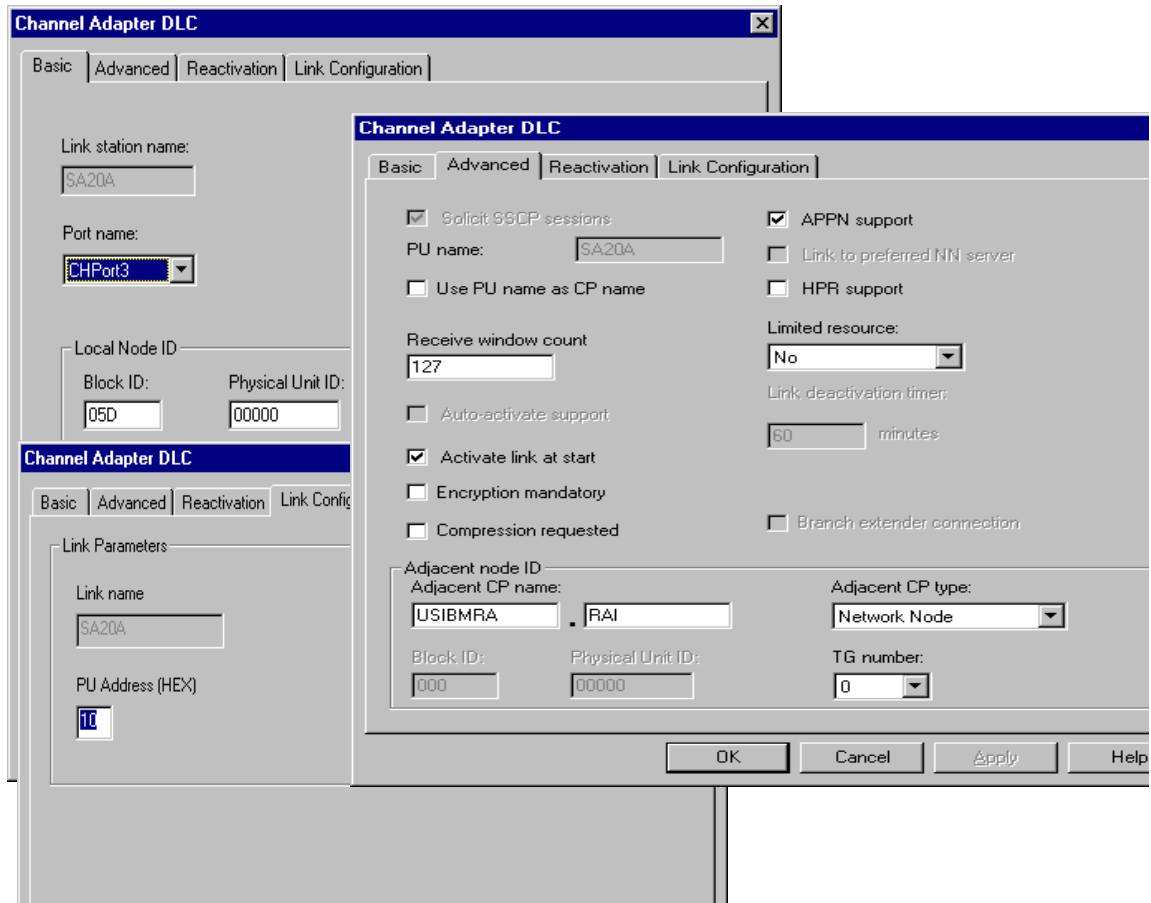 Channel Adapter DLC
Basic Advanced Reactivation Link Configuration
Link station name:
SA20A
Port name:
CHPort3
Local Node ID
Block ID: Physical Unit ID:
05D 00000
Channel Adapter DLC
Basic Advanced Reactivation Link Configuration
Solicit SSCP sessions
PU name: SA20A
Use PU name as CP name
Receive window count
127
Auto-activate support
Activate link at start
Encryption mandatory
Compression requested
APPN support
Link to preferred NN server
HPR support
Limited resource:
No
Link deactivation timer:
60 minutes
Branch extender connection
Adjacent node ID
Adjacent CP name: Adjacent CP type:
USIBMRA . RAI Network Node
Block ID: Physical Unit ID: TG number:
000 00000 0
OK Cancel Apply Help
Channel Adapter DLC
Basic Advanced Reactivation Link Config
Link Parameters
Link name
SA20A
PU Address (HEX)
10